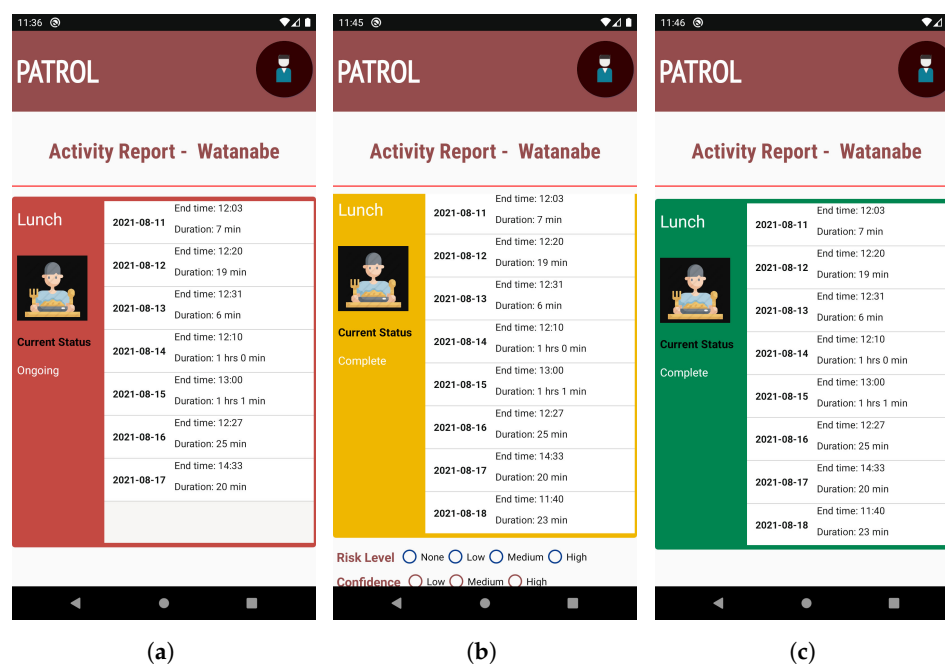 11:36
PATROL
Activity Report - Watanabe
Lunch
Current Status
Ongoing
End time: 12:03
2021-08-11
Duration: 7 min
End time: 12:20
2021-08-12
Duration: 19 min
End time: 12:31
2021-08-13
Duration: 6 min
End time: 12:10
2021-08-14
Duration: 1 hrs 0 min
End time: 13:00
2021-08-15
Duration: 1 hrs 1 min
End time: 12:27
2021-08-16
Duration: 25 min
End time: 14:33
2021-08-17
Duration: 20 min
(a)
11:45
PATROL
Activity Report - Watanabe
Lunch
Current Status
Complete
End time: 12:03
2021-08-11
Duration: 7 min
End time: 12:20
2021-08-12
Duration: 19 min
End time: 12:31
2021-08-13
Duration: 6 min
End time: 12:10
2021-08-14
Duration: 1 hrs 0 min
End time: 13:00
2021-08-15
Duration: 1 hrs 1 min
End time: 12:27
2021-08-16
Duration: 25 min
End time: 14:33
2021-08-17
Duration: 20 min
End time: 11:40
2021-08-18
Duration: 23 min
Risk Level None Low Medium High
Confidence Low Medium High
(b)
11:46
PATROL
Activity Report - Watanabe
Lunch
Current Status
Complete
End time: 12:03
2021-08-11
Duration: 7 min
End time: 12:20
2021-08-12
Duration: 19 min
End time: 12:31
2021-08-13
Duration: 6 min
End time: 12:10
2021-08-14
Duration: 1 hrs 0 min
End time: 13:00
2021-08-15
Duration: 1 hrs 1 min
End time: 12:27
2021-08-16
Duration: 25 min
End time: 14:33
2021-08-17
Duration: 20 min
End time: 11:40
2021-08-18
Duration: 23 min
(c)